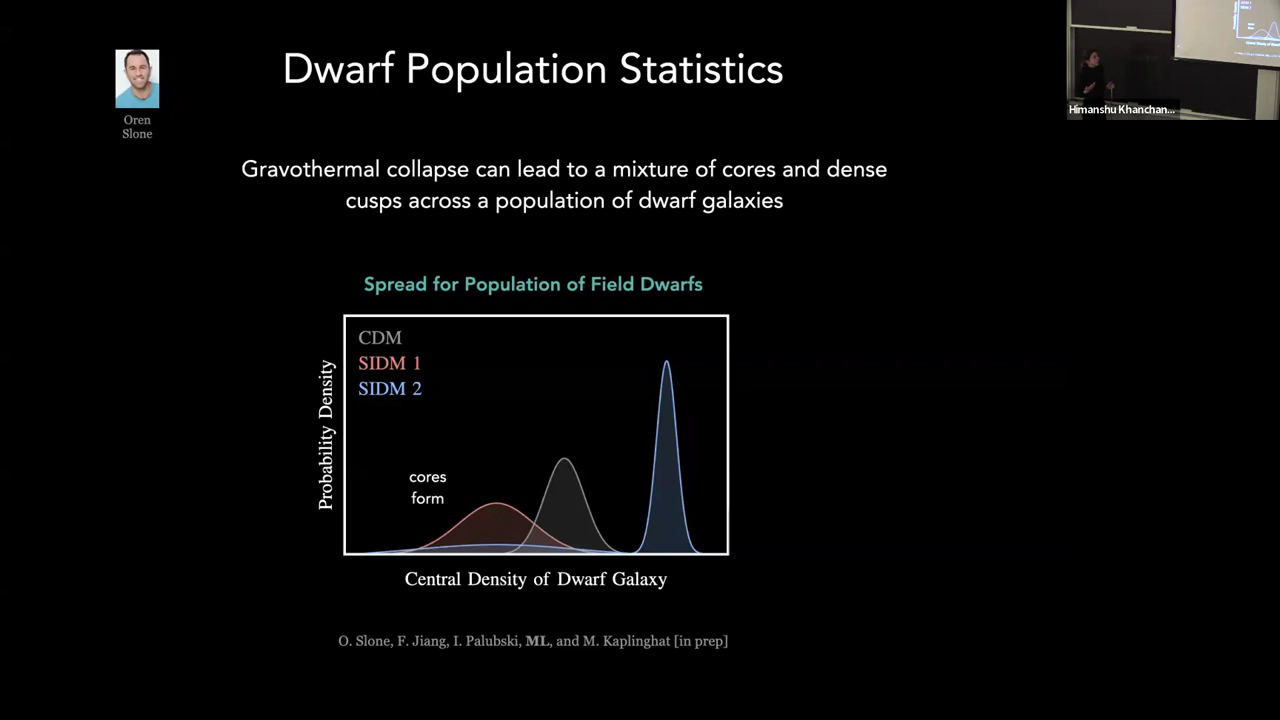 Dwarf Population Statistics
Oren
Slone
Himanshu Khanchan...
Gravothermal collapse can lead to a mixture of cores and dense
cusps across a population of dwarf galaxies
Spread for Population of Field Dwarfs
CDM
SIDM 1
SIDM 2
Probability Density
cores
form
Central Density of Dwarf Galaxy
O. Slone, F. Jiang, I. Palubski, ML, and M. Kaplinghat [in prep]